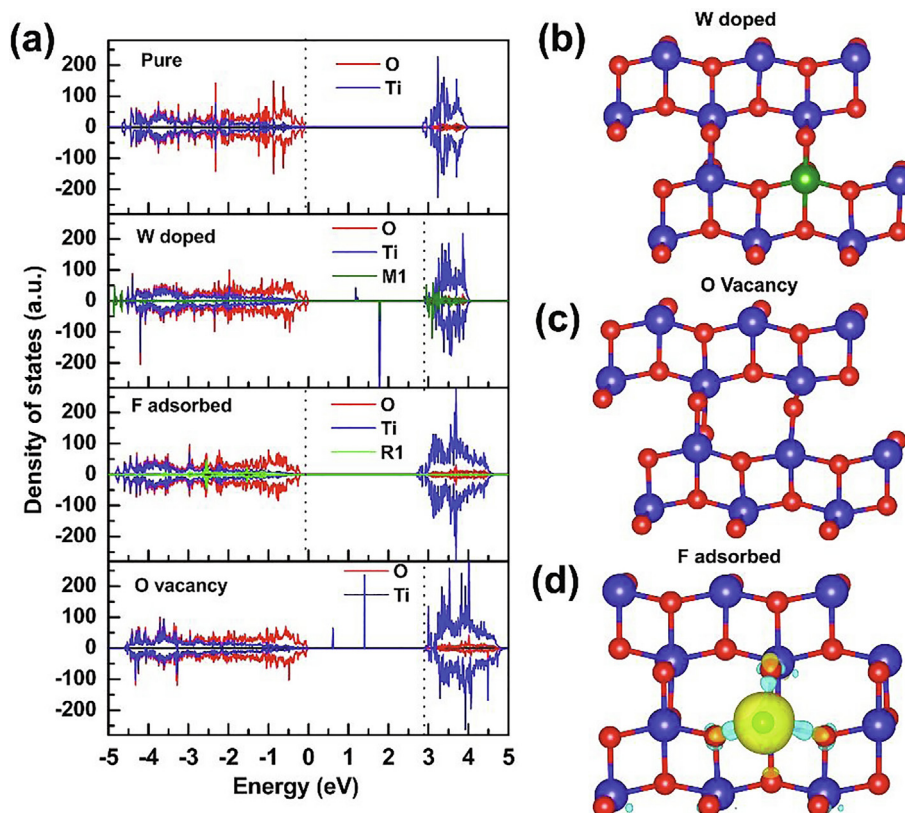 (a)
Density of states (a.u.)
Pure
O
Ti
200
100
0
-100
-200
W doped
O
Ti
M1
200
100
0
-100
-200
F adsorbed
O
Ti
R1
200
100
0
-100
-200
O vacancy
O
Ti
200
100
0
-100
-200
-5 -4 -3 -2 -1 0 1 2 3 4 5
Energy (eV)
(b)
W doped
(c)
O Vacancy
(d)
F adsorbed